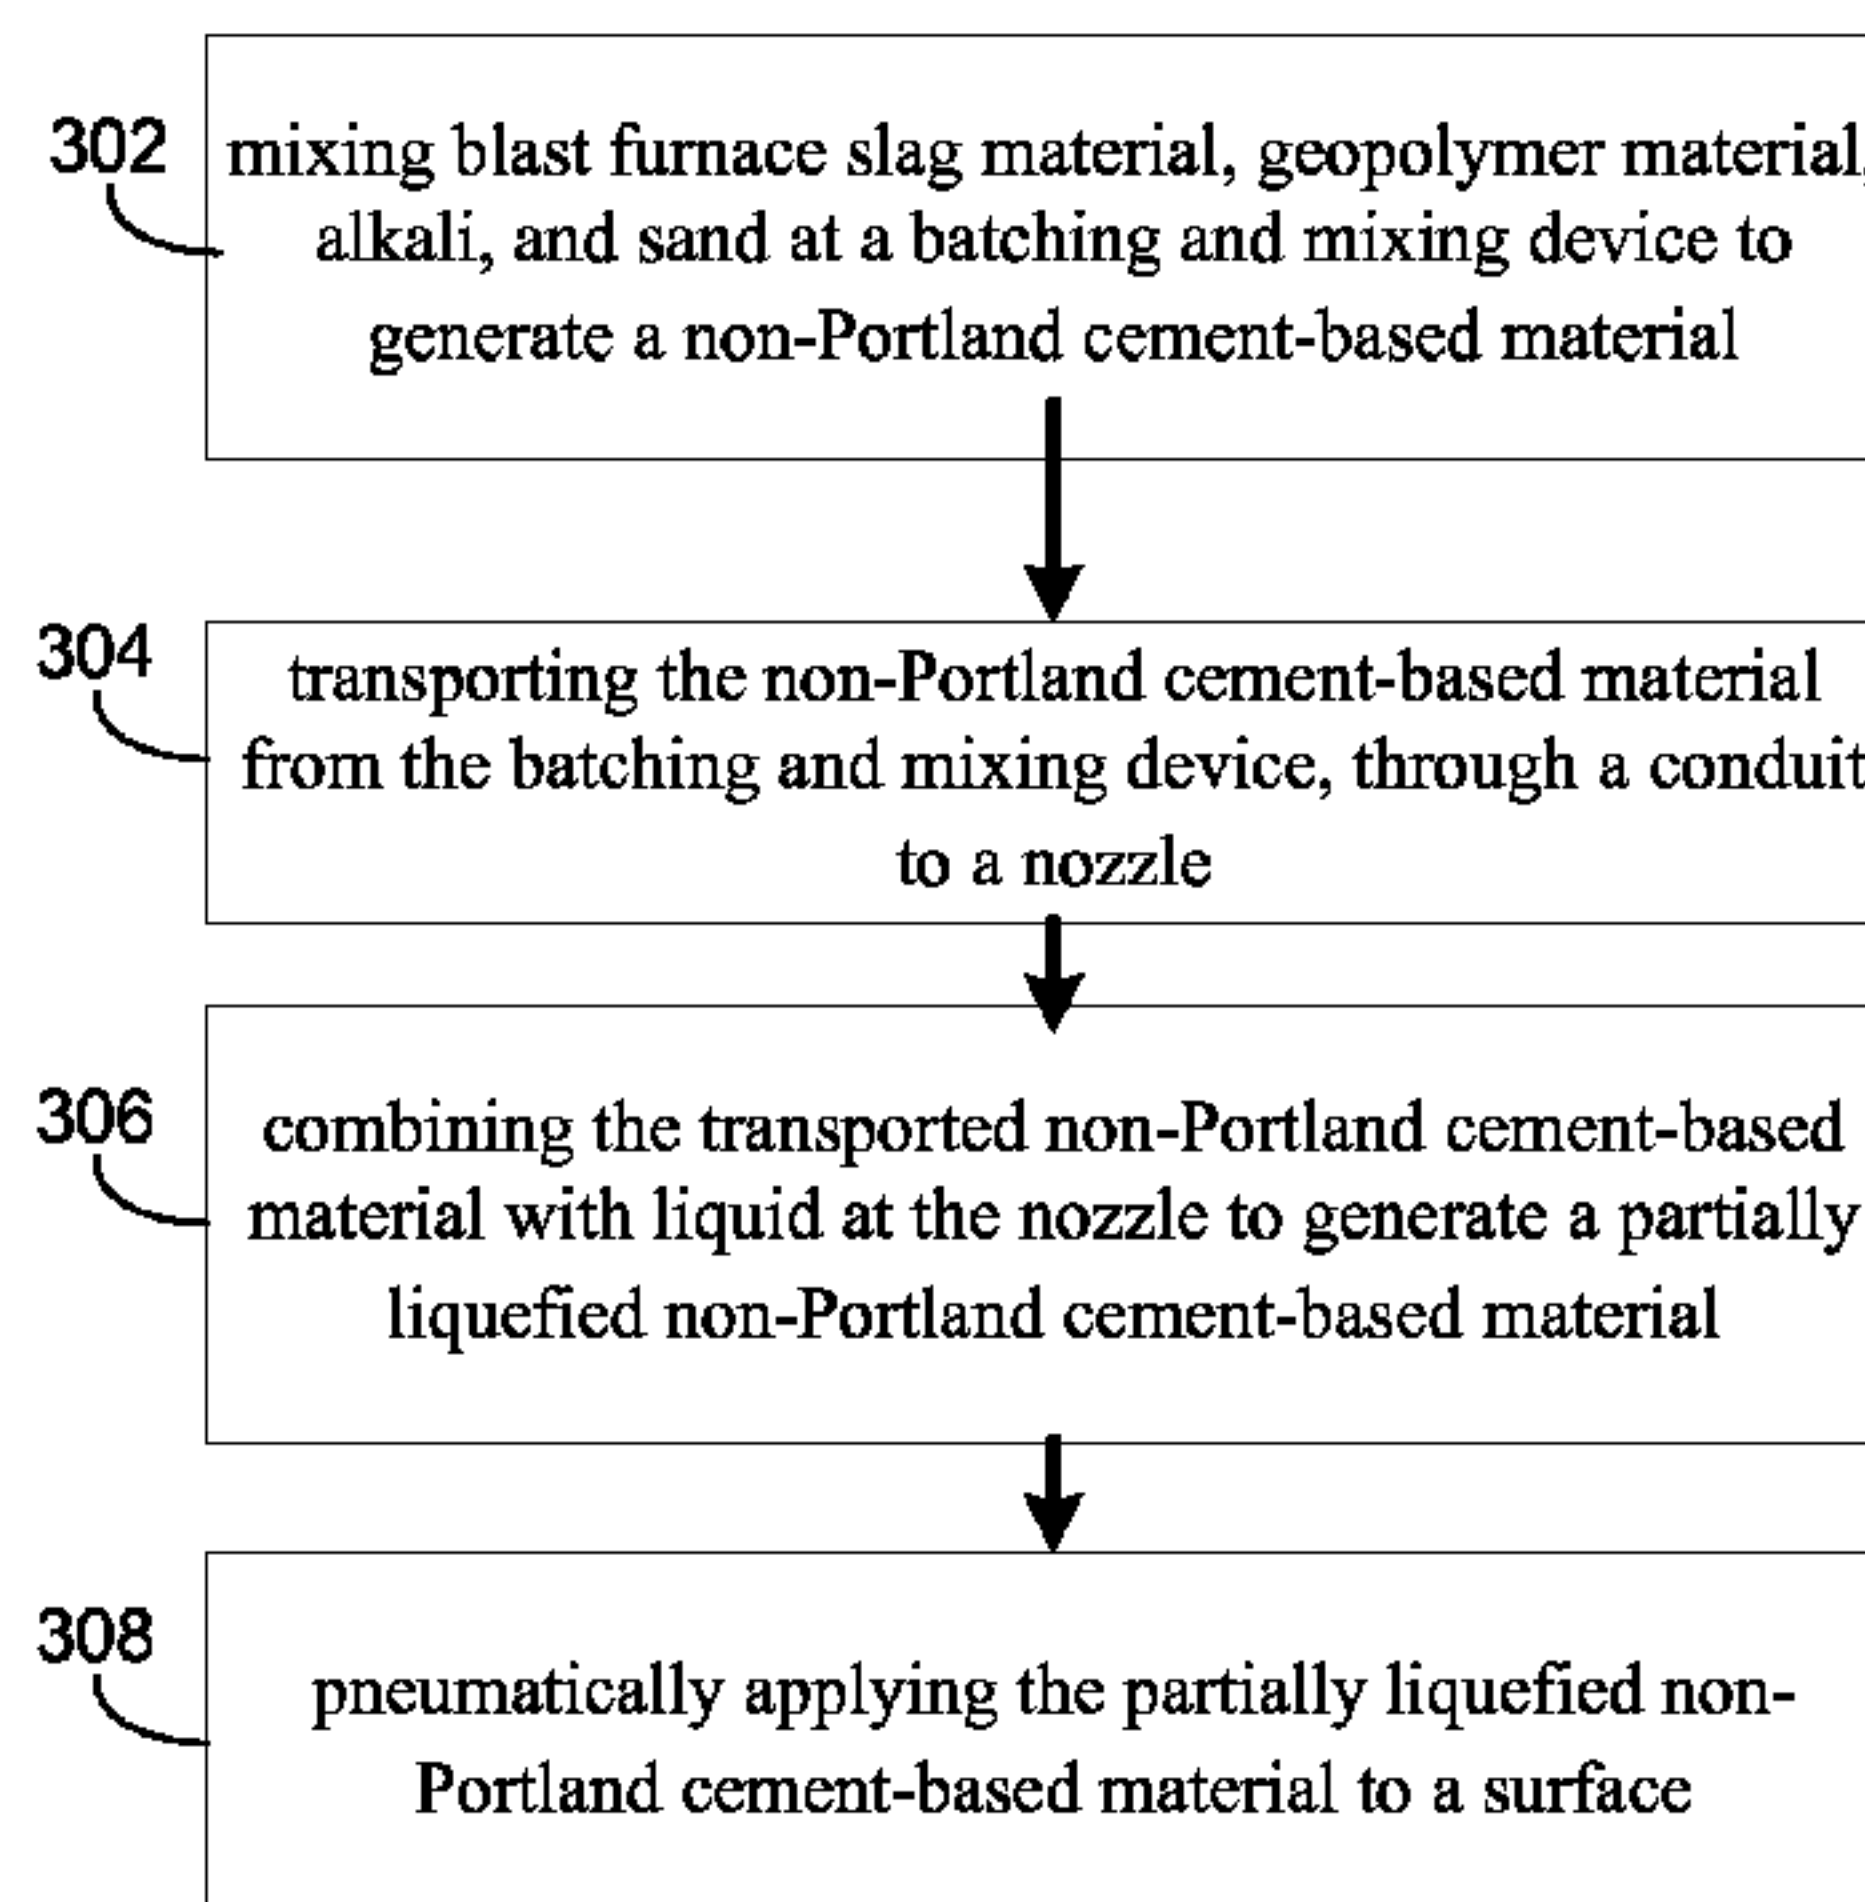 302
mixing blast furnace slag material, geopolymer material,
alkali, and sand at a batching and mixing device to
generate a non-Portland cement-based material
304
transporting the non-Portland cement-based material
from the batching and mixing device, through a conduit
to a nozzle
306
combining the transported non-Portland cement-based
material with liquid at the nozzle to generate a partially
liquefied non-Portland cement-based material
308
pneumatically applying the partially liquefied non-
Portland cement-based material to a surface